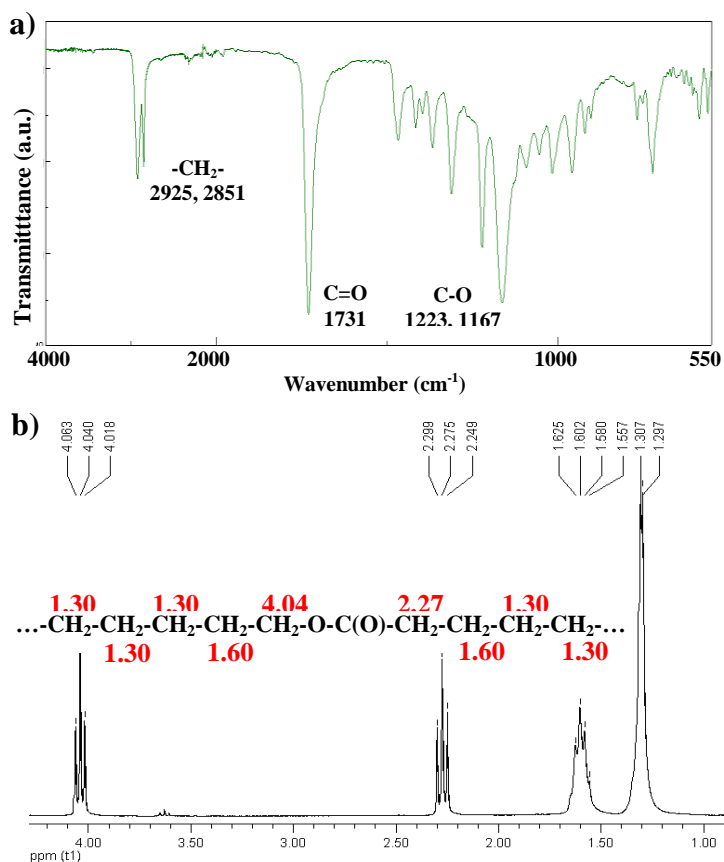 a)
Transmitttance (a.u.)
-CH₂-
2925, 2851
C=O
1731
C-O
1223, 1167
4000 2000 1000 550
Wavenumber (cm⁻¹)
b)
4.063 4.040 4.018 2.299 2.275 2.249 1.625 1.602 1.580 1.557 1.307 1.297
1.30 1.30 4.04 2.27 1.30
...-CH₂-CH₂-CH₂-CH₂-CH₂-O-C(O)-CH₂-CH₂-CH₂-CH₂-...
1.30 1.60 1.60 1.30
4.00 3.50 3.00 2.50 2.00 1.50 1.00
ppm (t1)